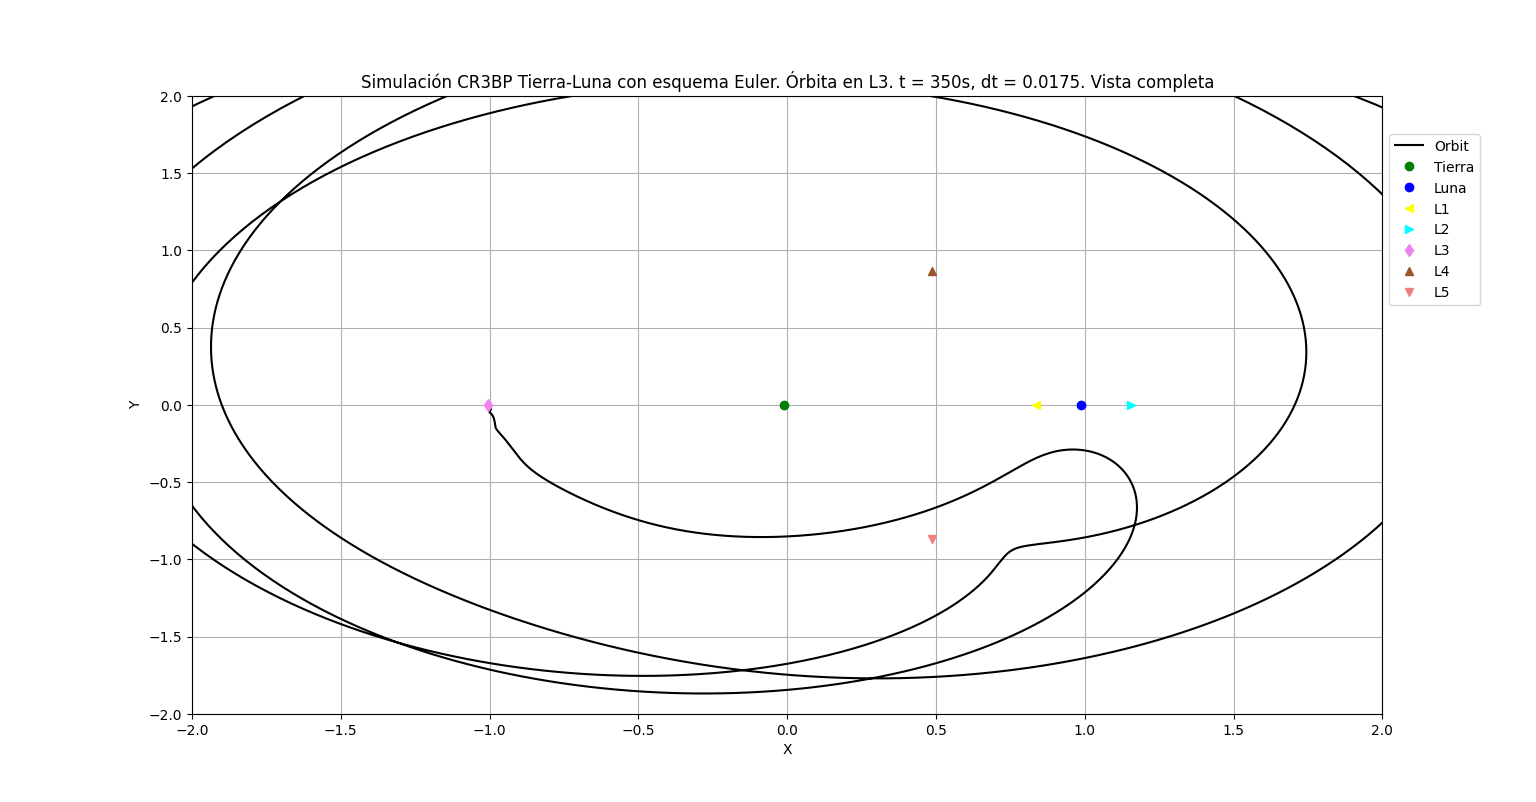 Simulación CR3BP Tierra-Luna con esquema Euler. Órbita en L3. t = 350s, dt = 0.0175. Vista completa
2.0
1.5
1.0
0.5
0.0
−0.5
−1.0
−1.5
−2.0
Y
−2.0 −1.5 −1.0 −0.5 0.0 0.5 1.0 1.5 2.0
X
Orbit
Tierra
Luna
L1
L2
L3
L4
L5